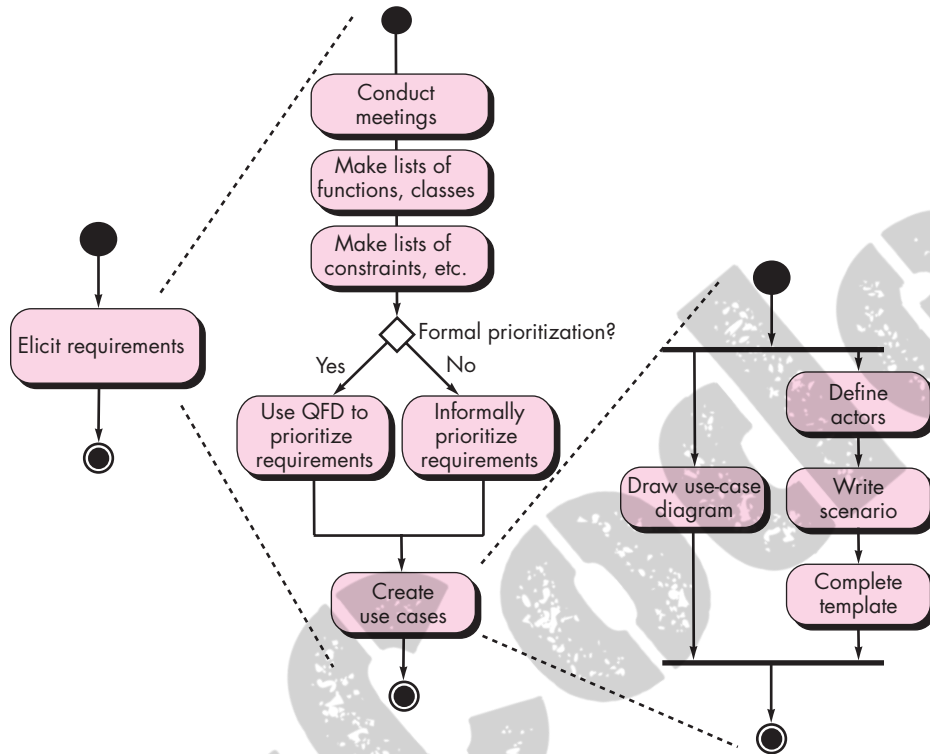 Conduct
meetings
Make lists of
functions, classes
Make lists of
constraints, etc.
Elicit requirements
Formal prioritization?
Yes
No
Use QFD to
prioritize
requirements
Informally
prioritize
requirements
Create
use cases
Draw use-case
diagram
Define
actors
Write
scenario
Complete
template